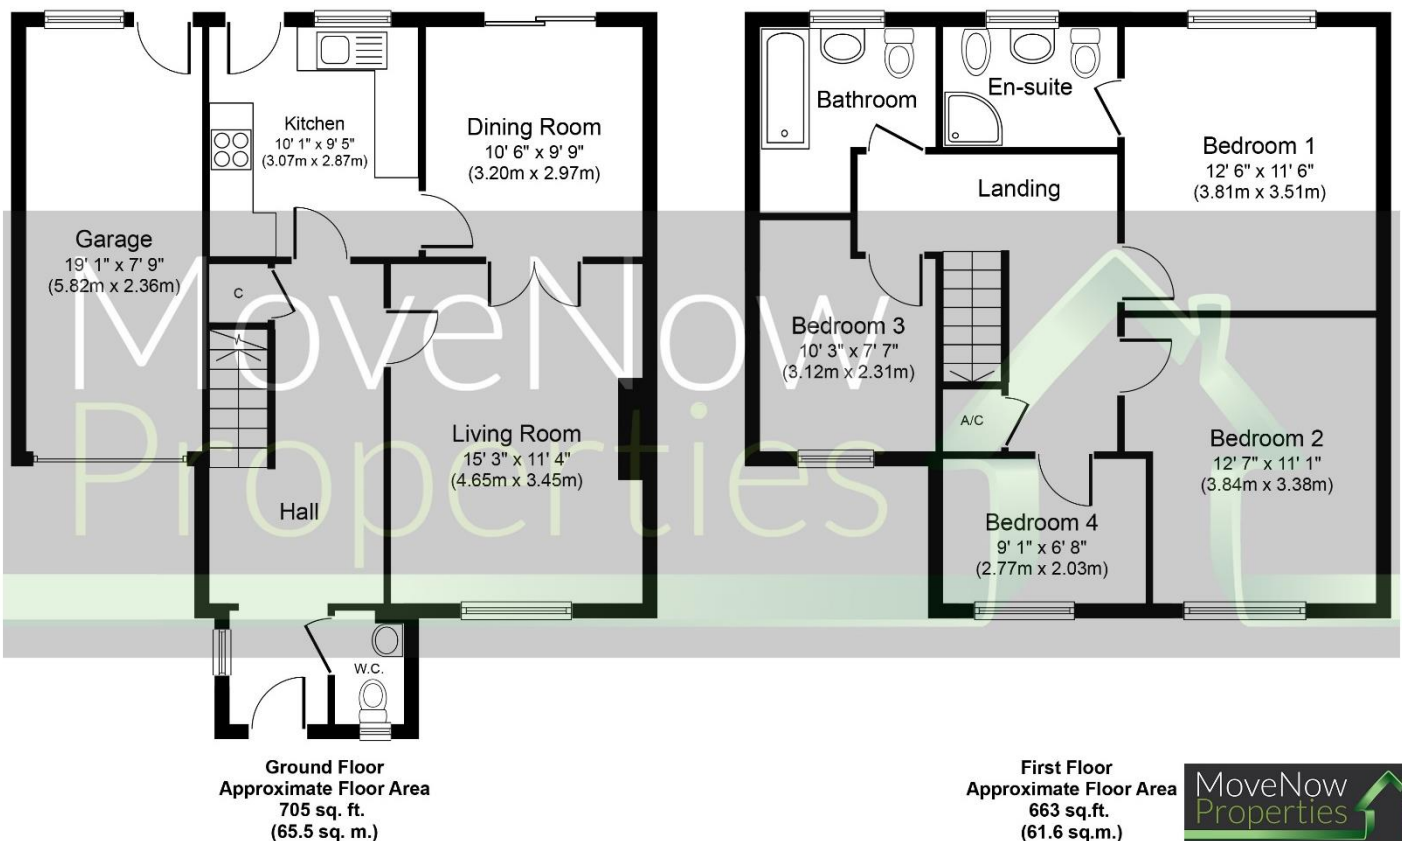 Kitchen
10' 1" x 9' 5"
(3.07m x 2.87m)
Dining Room
10' 6" x 9' 9"
(3.20m x 2.97m)
Garage
19' 1" x 7' 9"
(5.82m x 2.36m)
C
Living Room
15' 3" x 11' 4"
(4.65m x 3.45m)
Hall
W.C.
Ground Floor
Approximate Floor Area
705 sq. ft.
(65.5 sq. m.)
Bathroom
En-suite
Bedroom 1
12' 6" x 11' 6"
(3.81m x 3.51m)
Landing
Bedroom 3
10' 3" x 7' 7"
(3.12m x 2.31m)
A/C
Bedroom 2
12' 7" x 11' 1"
(3.84m x 3.38m)
Bedroom 4
9' 1" x 6' 8"
(2.77m x 2.03m)
First Floor
Approximate Floor Area
663 sq.ft.
(61.6 sq.m.)
MoveNow
Properties
MoveNow
Properties